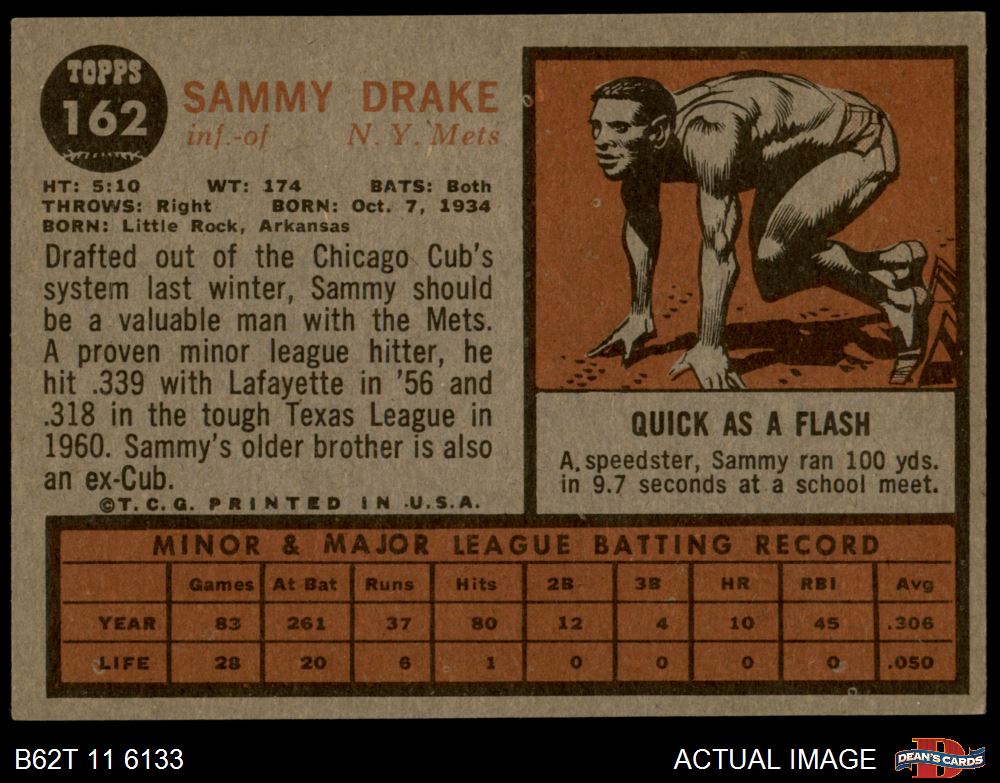 TOPPS
162
SAMMY DRAKE
inf.-of N. Y. Mets
HT: 5:10 WT: 174 BATS: Both
THROWS: Right BORN: Oct. 7, 1934
BORN: Little Rock, Arkansas
Drafted out of the Chicago Cub's
system last winter, Sammy should
be a valuable man with the Mets.
A proven minor league hitter, he
hit .339 with Lafayette in '56 and
.318 in the tough Texas League in
1960. Sammy's older brother is also
an ex-Cub.
©T. C. G. PRINTED IN U.S.A.
QUICK AS A FLASH
A speedster, Sammy ran 100 yds.
in 9.7 seconds at a school meet.
MINOR & MAJOR LEAGUE BATTING RECORD
Games At Bat Runs Hits 2B 3B HR RBI Avg
YEAR 83 261 37 80 12 4 10 45 .306
LIFE 28 20 6 1 0 0 0 0 .050
B62T 11 6133
ACTUAL IMAGE
D
DEAN'S CARDS